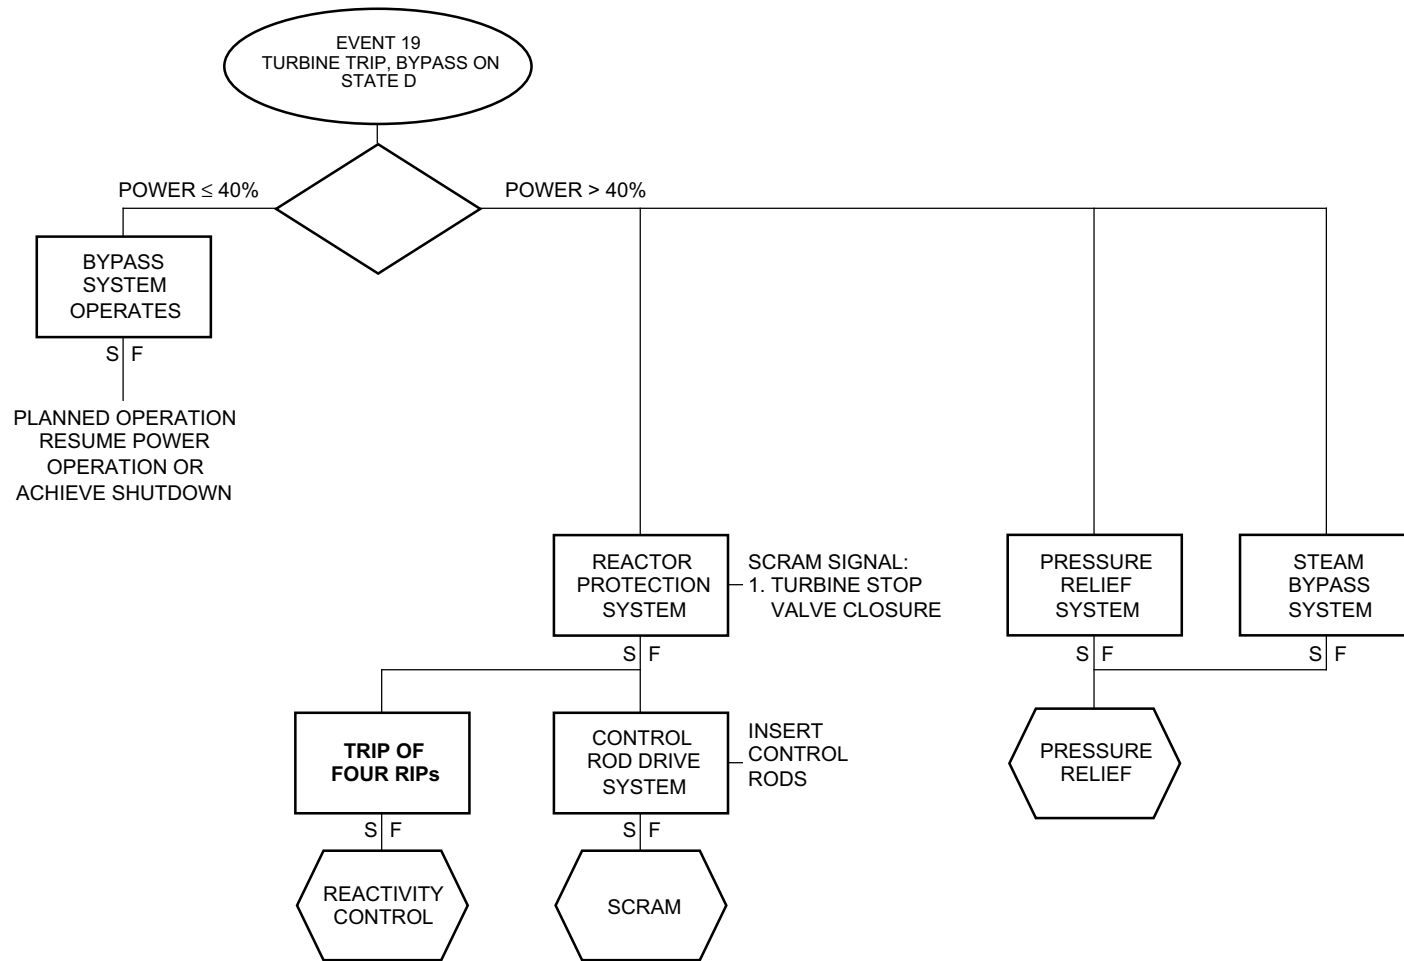 EVENT 19
TURBINE TRIP, BYPASS ON
STATE D
POWER ≤ 40%
POWER > 40%
BYPASS
SYSTEM
OPERATES
S F
PLANNED OPERATION
RESUME POWER
OPERATION OR
ACHIEVE SHUTDOWN
REACTOR
PROTECTION
SYSTEM
SCRAM SIGNAL:
1. TURBINE STOP
VALVE CLOSURE
PRESSURE
RELIEF
SYSTEM
STEAM
BYPASS
SYSTEM
S F
S F
S F
TRIP OF
FOUR RIPs
CONTROL
ROD DRIVE
SYSTEM
INSERT
CONTROL
RODS
PRESSURE
RELIEF
S F
S F
REACTIVITY
CONTROL
SCRAM